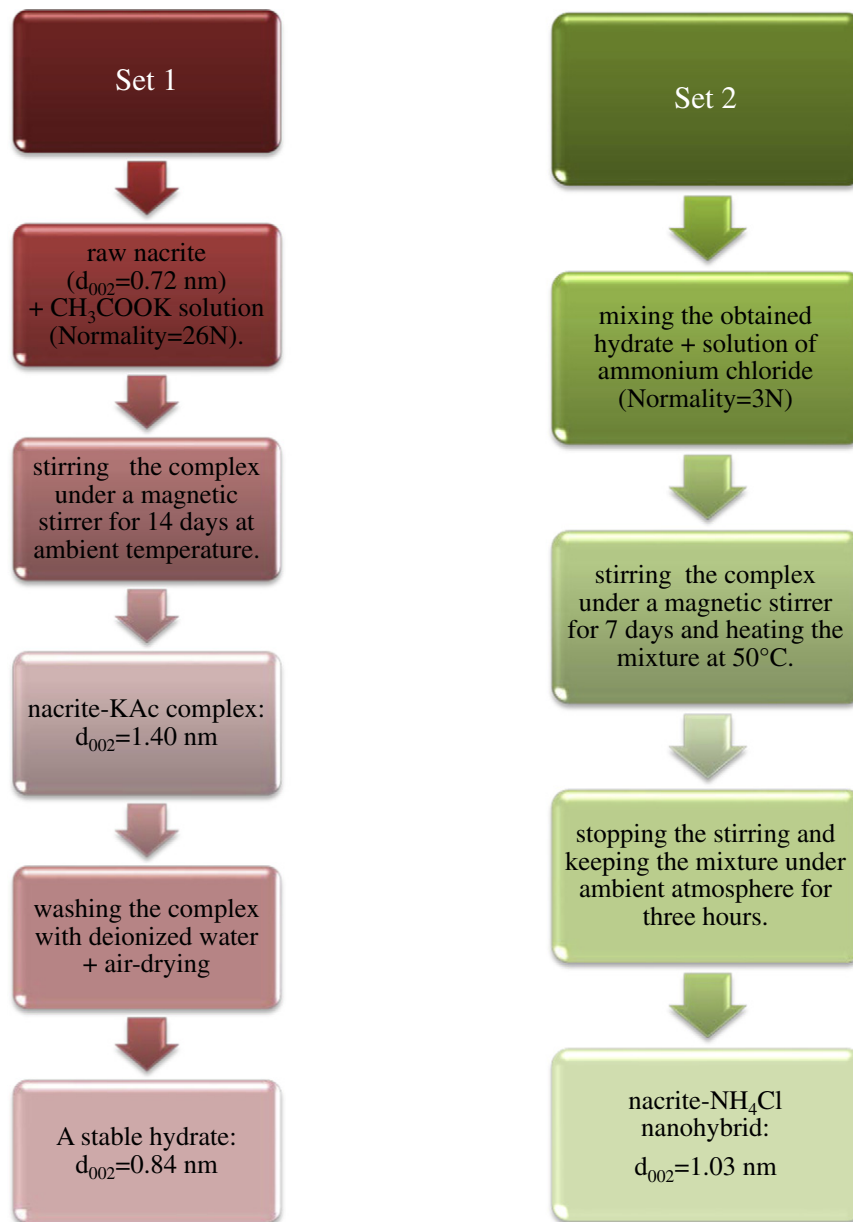 Set 1
raw nacrite
(d₀₀₂=0.72 nm)
+ CH₃COOK solution
(Normality=26N).
stirring the complex
under a magnetic
stirrer for 14 days at
ambient temperature.
nacrite-KAc complex:
d₀₀₂=1.40 nm
washing the complex
with deionized water
+ air-drying
A stable hydrate:
d₀₀₂=0.84 nm
Set 2
mixing the obtained
hydrate + solution of
ammonium chloride
(Normality=3N)
stirring the complex
under a magnetic stirrer
for 7 days and heating the
mixture at 50°C.
stopping the stirring and
keeping the mixture under
ambient atmosphere for
three hours.
nacrite-NH₄Cl
nanohybrid:
d₀₀₂=1.03 nm